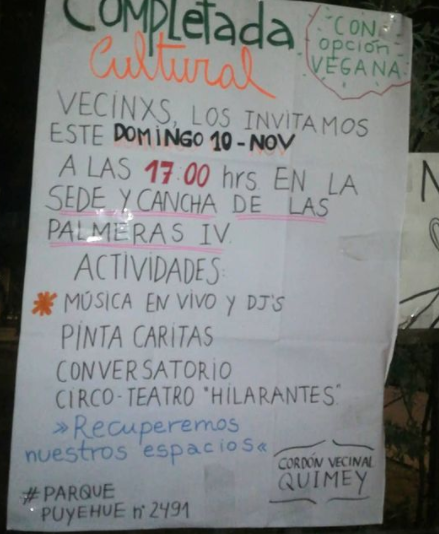 COMPLETADA
Cultural
CON
opción
VEGANA
VECINXS, LOS INVITAMOS
ESTE DOMINGO 10-NOV
A LAS 17:00 hrs. EN LA
SEDE Y CANCHA DE LAS
PALMERAS IV.
ACTIVIDADES:
* MÚSICA EN VIVO Y DJ'S
PINTA CARITAS
CONVERSATORIO
CIRCO-TEATRO "HILARANTES".
»Recuperemos
nuestros espacios«
CORDÓN VECINAL
QUIMEY
#PARQUE
PUYEHUE n° 2491